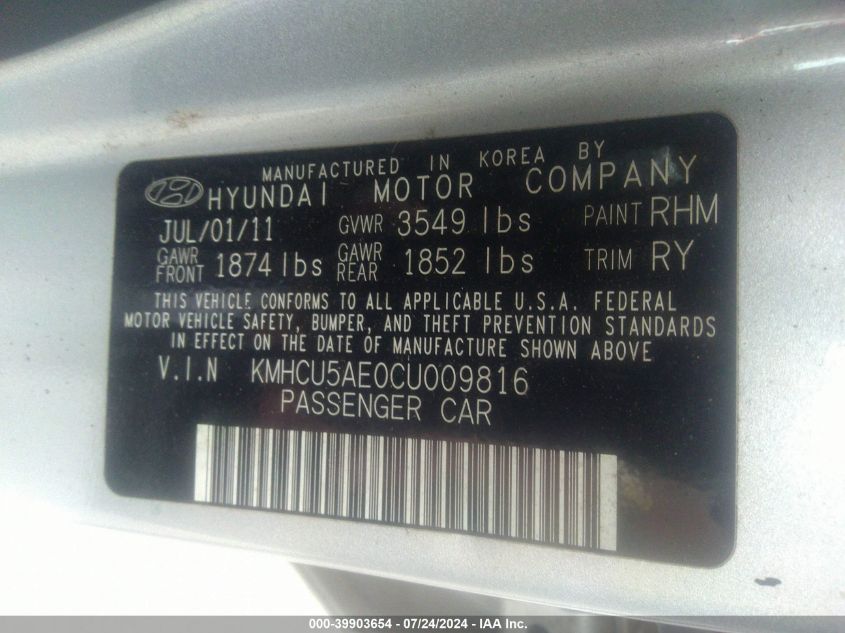 MANUFACTURED IN KOREA BY
HYUNDAI MOTOR COMPANY
JUL/01/11 GVWR 3549 lbs PAINT RHM
GAWR FRONT 1874 lbs GAWR REAR 1852 lbs TRIM RY
THIS VEHICLE CONFORMS TO ALL APPLICABLE U.S.A. FEDERAL
MOTOR VEHICLE SAFETY, BUMPER, AND THEFT PREVENTION STANDARDS
IN EFFECT ON THE DATE OF MANUFACTURE SHOWN ABOVE
V.I.N KMHCU5AE0CU009816
PASSENGER CAR
000-39903654 - 07/24/2024 - IAA Inc.